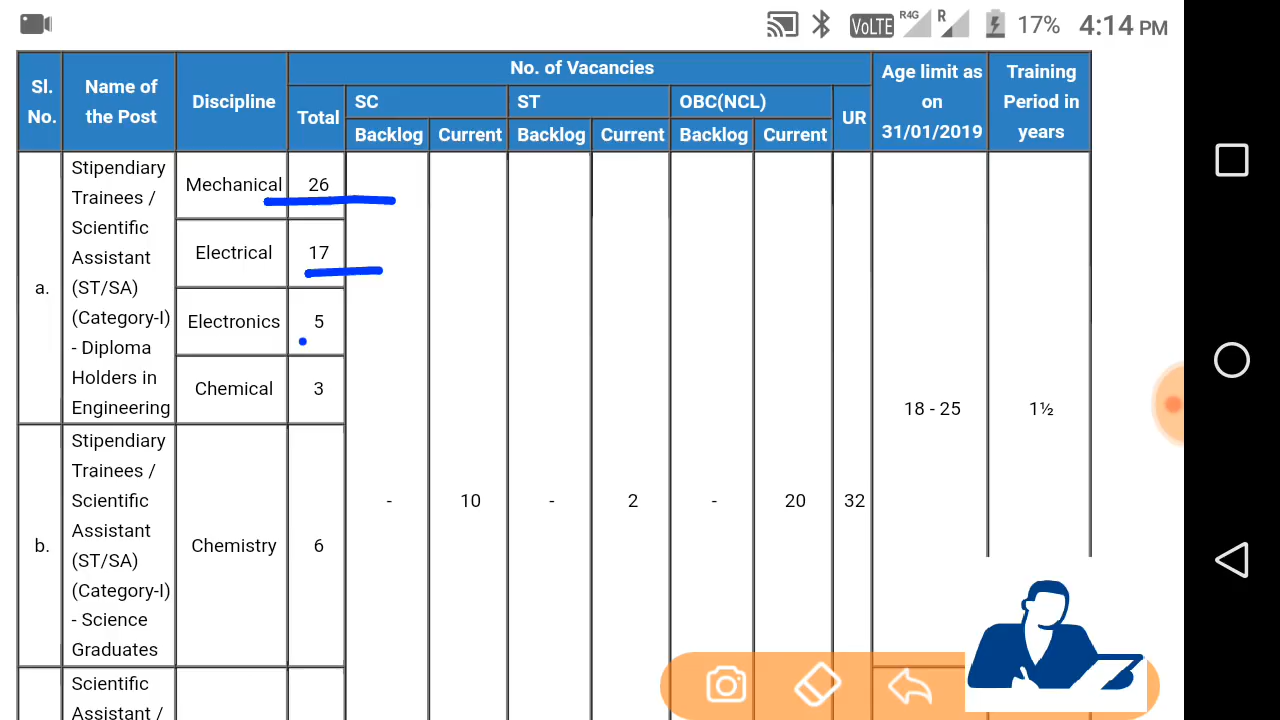 VoLTE R4G R 17% 4:14 PM
Sl. No.
Name of the Post
Discipline
No. of Vacancies
Age limit as on 31/01/2019
Training Period in years
Total
SC
ST
OBC(NCL)
UR
Backlog Current Backlog Current Backlog Current
a.
Stipendiary
Trainees /
Scientific
Assistant
(ST/SA)
(Category-I)
- Diploma
Holders in
Engineering
Mechanical 26
Electrical 17
Electronics 5
Chemical 3
b.
Stipendiary
Trainees /
Scientific
Assistant
(ST/SA)
(Category-I)
- Science
Graduates
Chemistry 6
- 10 - 2 - 20 32
18 - 25
1½
Scientific
Assistant /